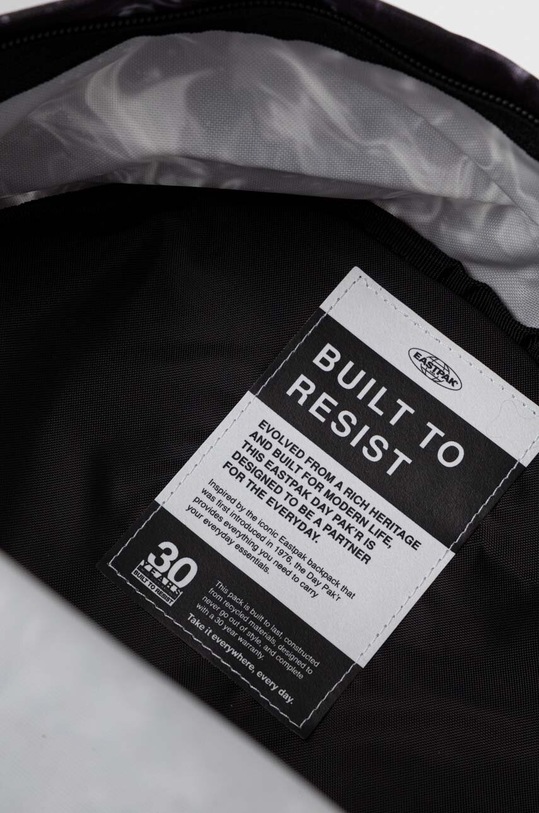 EASTPAK
BUILT TO
RESIST
EVOLVED FROM A RICH HERITAGE
AND BUILT FOR MODERN LIFE,
THIS EASTPAK DAY PAK'R IS
DESIGNED TO BE A PARTNER
FOR THE EVERYDAY.
Inspired by the iconic Eastpak backpack that
was first introduced in 1976, the Day Pak'r
provides everything you need to carry
your everyday essentials.
30
YEARS
BUILT TO RESIST
This pack is built to last, constructed
from recycled materials, designed to
never go out of style, and complete
with a 30 year warranty.
Take it everywhere, every day.